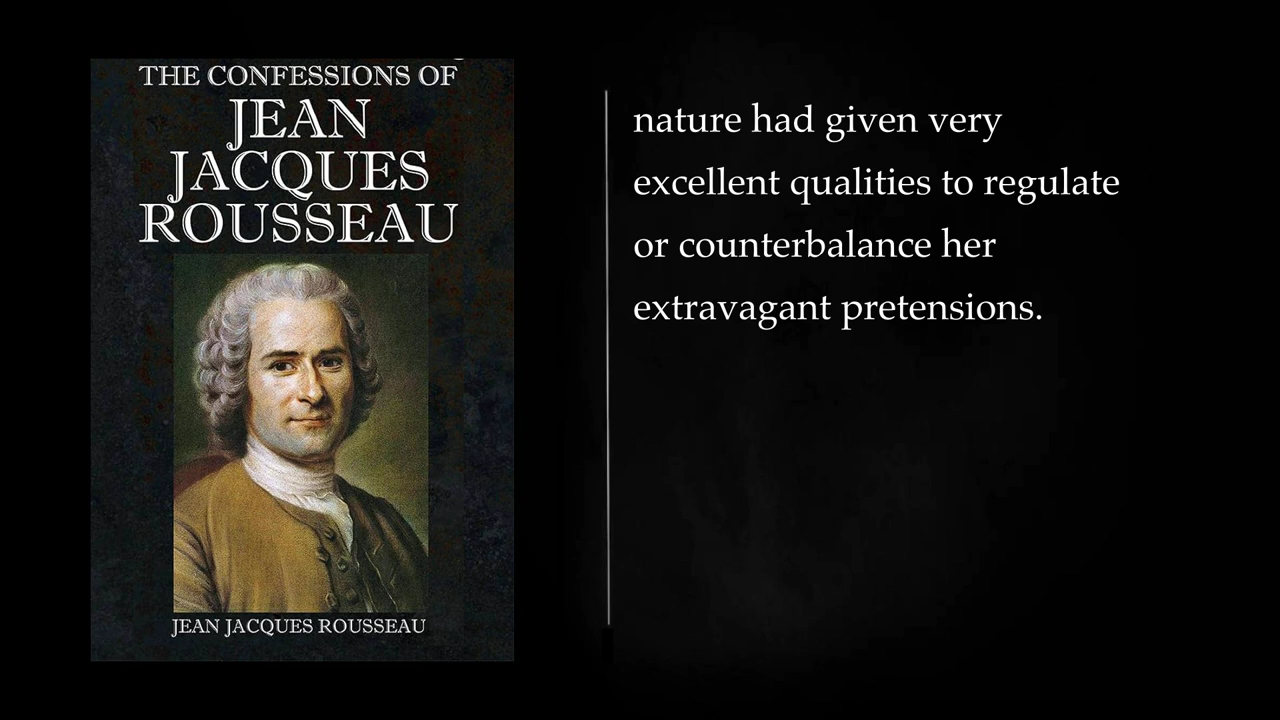 THE CONFESSIONS OF
JEAN
JACQUES
ROUSSEAU
JEAN JACQUES ROUSSEAU
nature had given very
excellent qualities to regulate
or counterbalance her
extravagant pretensions.